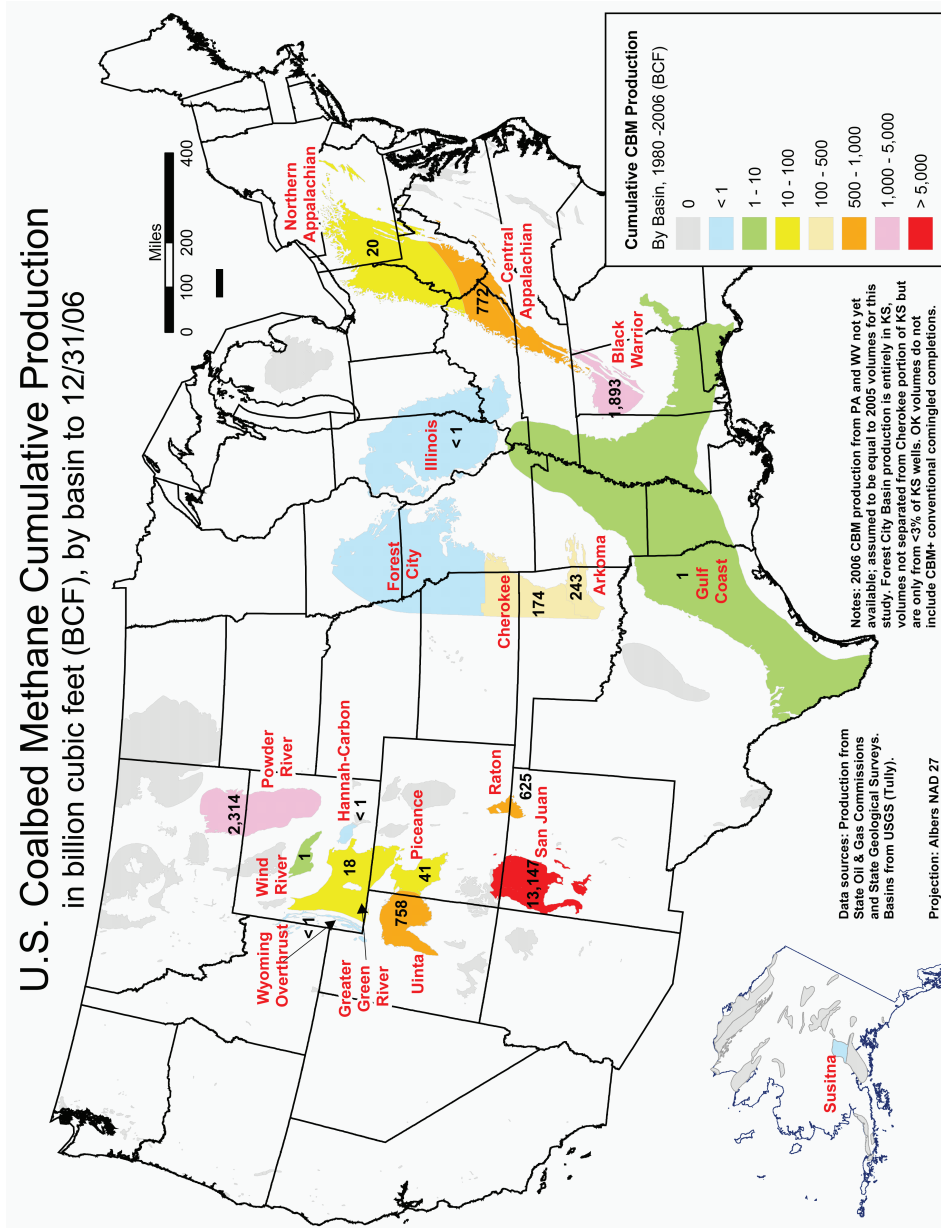 U.S. Coalbed Methane Cumulative Production
in billion cubic feet (BCF), by basin to 12/31/06
Miles
0 100 200 400
Powder
River
2,314
Wind
River
1
Hannah-Carbon
< 1
Wyoming
Overthrust
< 1
18
Greater
Green
River
Piceance
41
758
Uinta
Raton
625
San Juan
13,147
Forest
City
Illinois
< 1
Cherokee
174
243
Arkoma
1
Gulf
Coast
Northern
Appalachian
20
Central
Appalachian
772
Black
Warrior
1,893
Susitna
Cumulative CBM Production
By Basin, 1980 -2006 (BCF)
0
< 1
1 - 10
10 - 100
100 - 500
500 - 1,000
1,000 - 5,000
> 5,000
Data sources: Production from
State Oil & Gas Commissions
and State Geological Surveys.
Basins from USGS (Tully).
Projection: Albers NAD 27
Notes: 2006 CBM production from PA and WV not yet
available; assumed to be equal to 2005 volumes for this
study. Forest City Basin production is entirely in KS,
volumes not separated from Cherokee portion of KS but
are only from <3% of KS wells. OK volumes do not
include CBM+ conventional comingled completions.